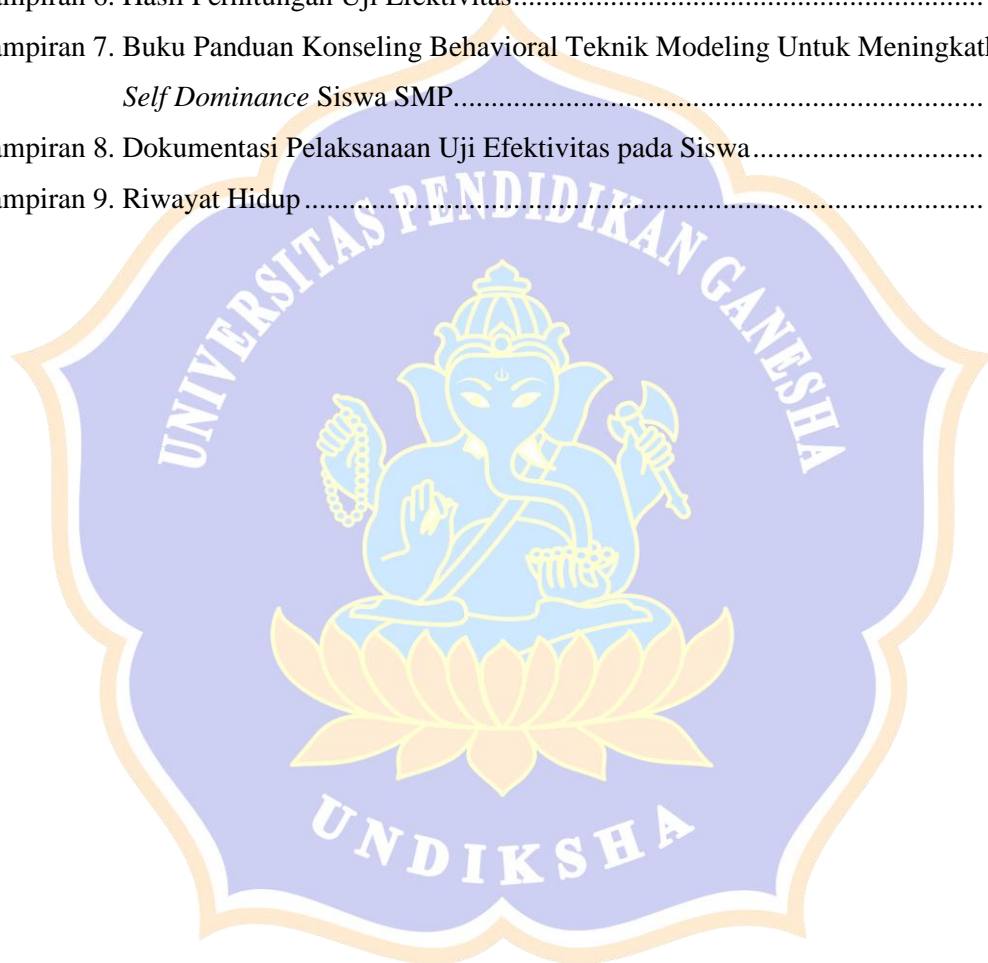 ampiran 6. Hasil Perhitungan Uji Efektivitas
ampiran 7. Buku Panduan Konseling Behavioral Teknik Modeling Untuk Meningkat
Self Dominance Siswa SMP
ampiran 8. Dokumentasi Pelaksanaan Uji Efektivitas pada Siswa
ampiran 9. Riwayat Hidup
UNIVERSITAS PENDIDIKAN GANESHA
UNDIKSHA